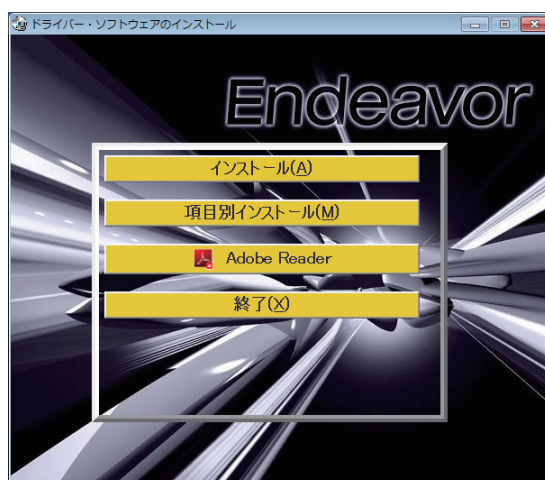 ドライバー・ソフトウェアのインストール
Endeavor
インストール(A)
項目別インストール(M)
Adobe Reader
終了(X)